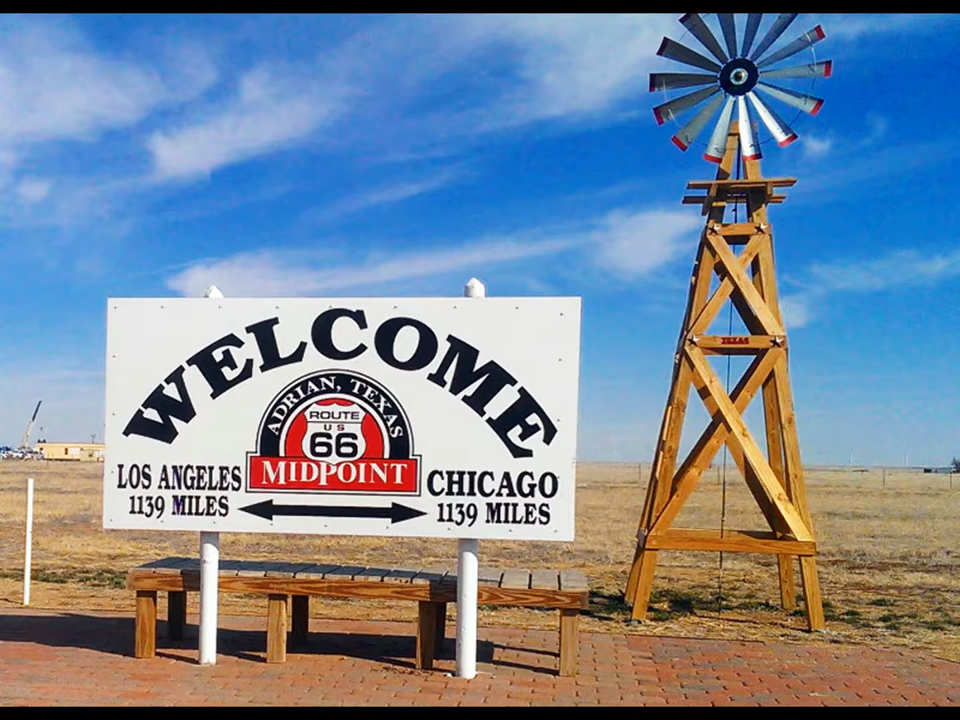 WELCOME
ADRIAN, TEXAS
ROUTE
US
66
MIDPOINT
LOS ANGELES
1139 MILES
CHICAGO
1139 MILES
TEXAS